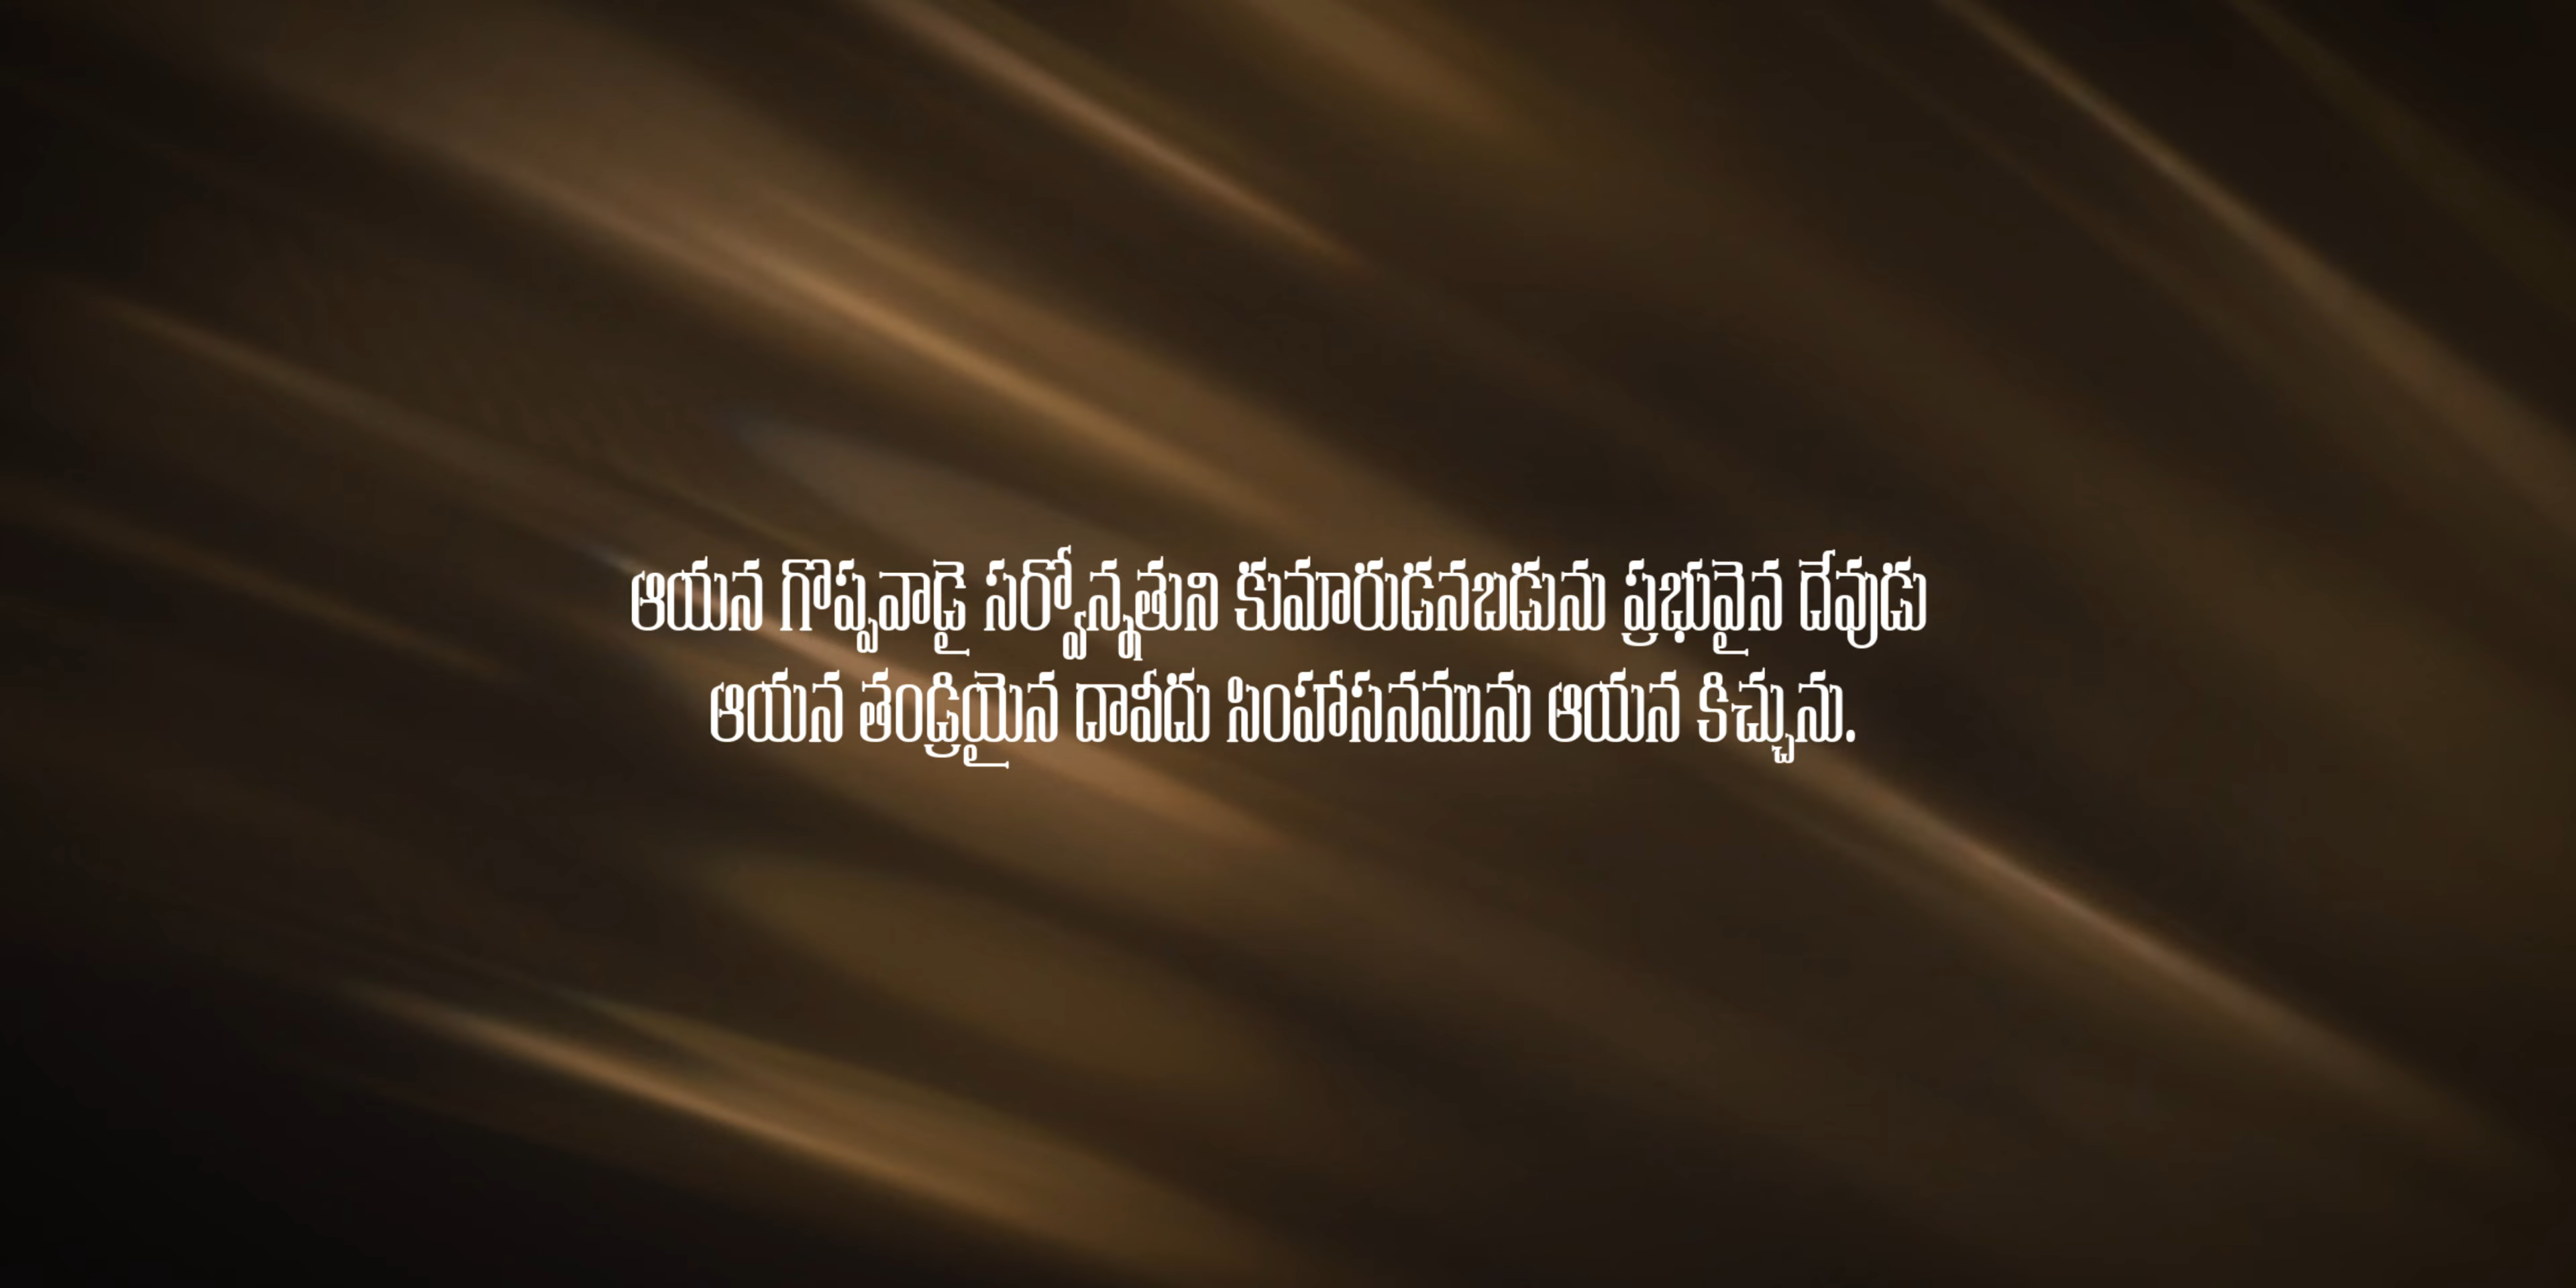 ఆయన గొప్పవాడై సర్వోన్నతుని కుమారుడనబడును ప్రభువైన దేవుడు
ఆయన తండ్రియైన దావీదు సింహాసనమును ఆయన కిచ్చును.